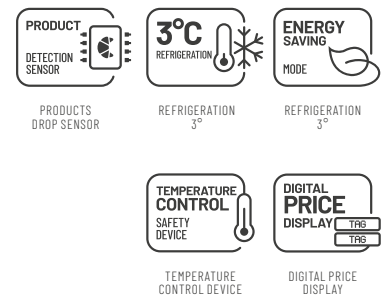 PRODUCT
DETECTION
SENSOR
PRODUCTS
DROP SENSOR
3°C
REFRIGERATION
REFRIGERATION
3°
ENERGY
SAVING
MODE
REFRIGERATION
3°
TEMPERATURE
CONTROL
SAFETY
DEVICE
TEMPERATURE
CONTROL DEVICE
DIGITAL
PRICE
DISPLAY
TAG
TAG
DIGITAL PRICE
DISPLAY